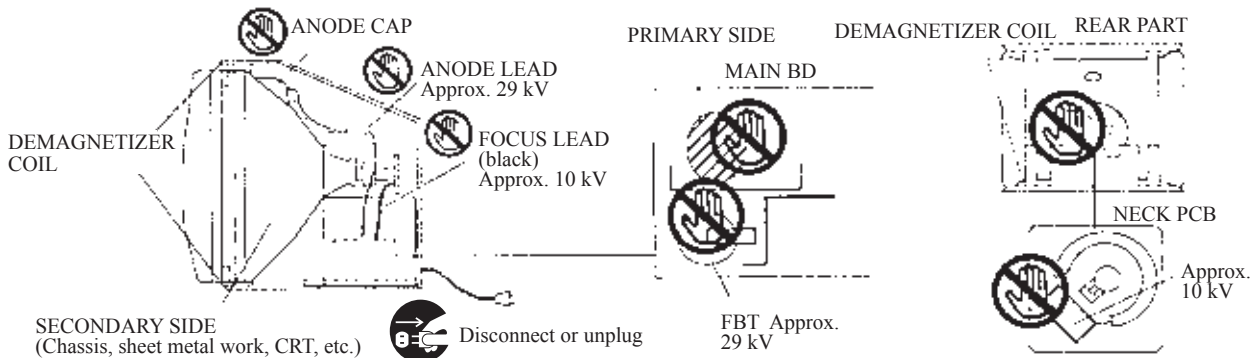 ANODE CAP
ANODE LEAD
Approx. 29 kV
DEMAGNETIZER
COIL
FOCUS LEAD
(black)
Approx. 10 kV
SECONDARY SIDE
(Chassis, sheet metal work, CRT, etc.)
Disconnect or unplug
PRIMARY SIDE
MAIN BD
FBT Approx.
29 kV
DEMAGNETIZER COIL
REAR PART
NECK PCB
Approx.
10 kV